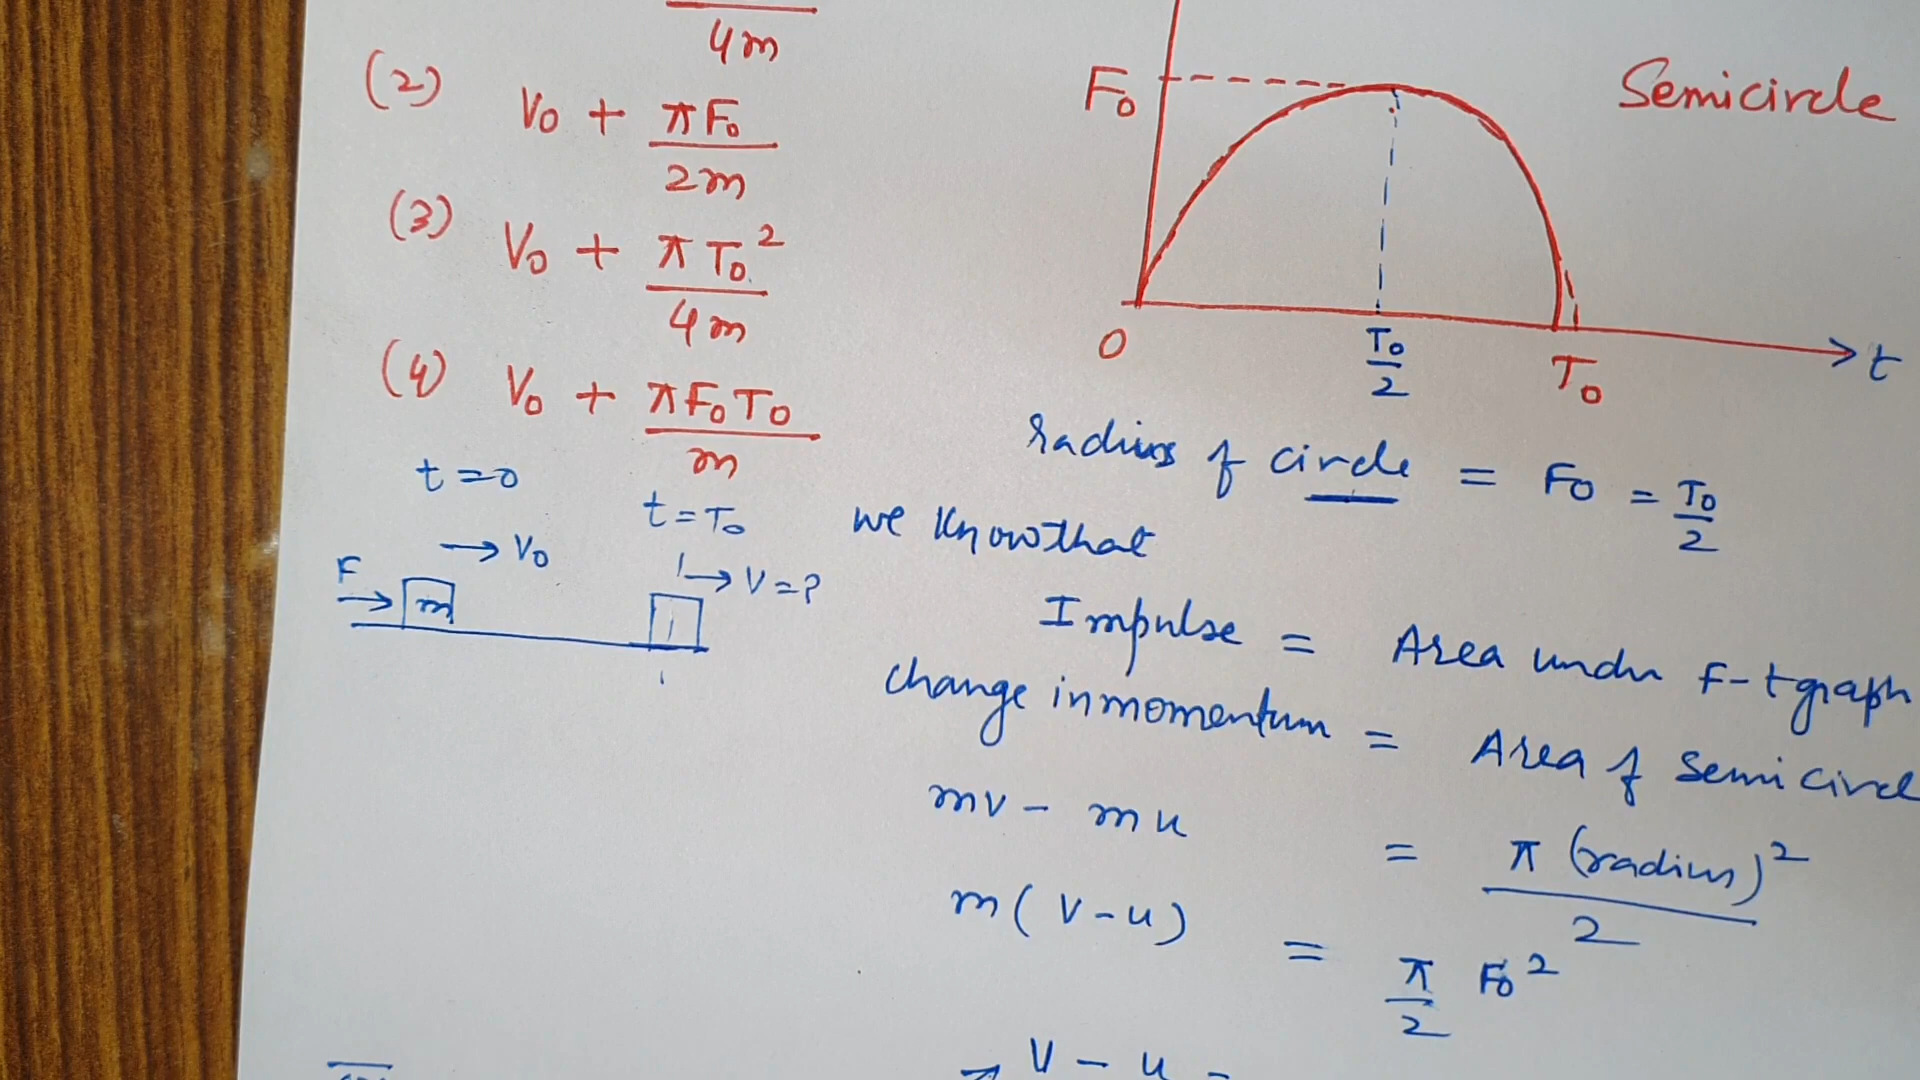 4m
(2) V₀ + πF₀
2m
(3) V₀ + πT₀²
4m
(4) V₀ + πF₀T₀
m
F₀
Semicircle
O
T₀
2
T₀
t
t=0
→ V₀
F
m
t=T₀
→ V=?
radius of circle = F₀ = T₀
2
we know that
Impulse = Area under F-t graph
change in momentum = Area of Semi
mv - mu = π (radius)²
2
m(v-u) = π F₀²
2
V - u =